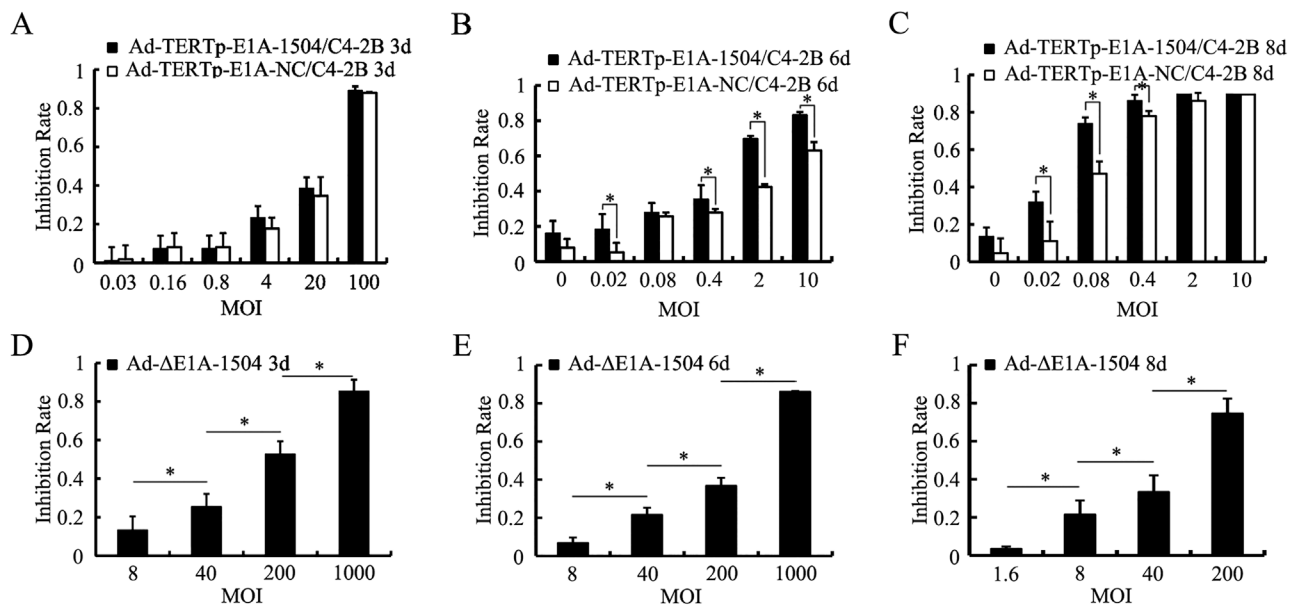 A
Ad-TERTp-E1A-1504/C4-2B 3d
Ad-TERTp-E1A-NC/C4-2B 3d
Inhibition Rate
1
0.8
0.6
0.4
0.2
0
0.03 0.16 0.8 4 20 100
MOI
B
Ad-TERTp-E1A-1504/C4-2B 6d
Ad-TERTp-E1A-NC/C4-2B 6d
Inhibition Rate
1
0.8
0.6
0.4
0.2
0
* * * *
0 0.02 0.08 0.4 2 10
MOI
C
Ad-TERTp-E1A-1504/C4-2B 8d
Ad-TERTp-E1A-NC/C4-2B 8d
Inhibition Rate
1
0.8
0.6
0.4
0.2
0
* * *
0 0.02 0.08 0.4 2 10
MOI
D
Ad-ΔE1A-1504 3d
Inhibition Rate
1
0.8
0.6
0.4
0.2
0
* * *
8 40 200 1000
MOI
E
Ad-ΔE1A-1504 6d
Inhibition Rate
1
0.8
0.6
0.4
0.2
0
* * *
8 40 200 1000
MOI
F
Ad-ΔE1A-1504 8d
Inhibition Rate
1
0.8
0.6
0.4
0.2
0
* * *
1.6 8 40 200
MOI